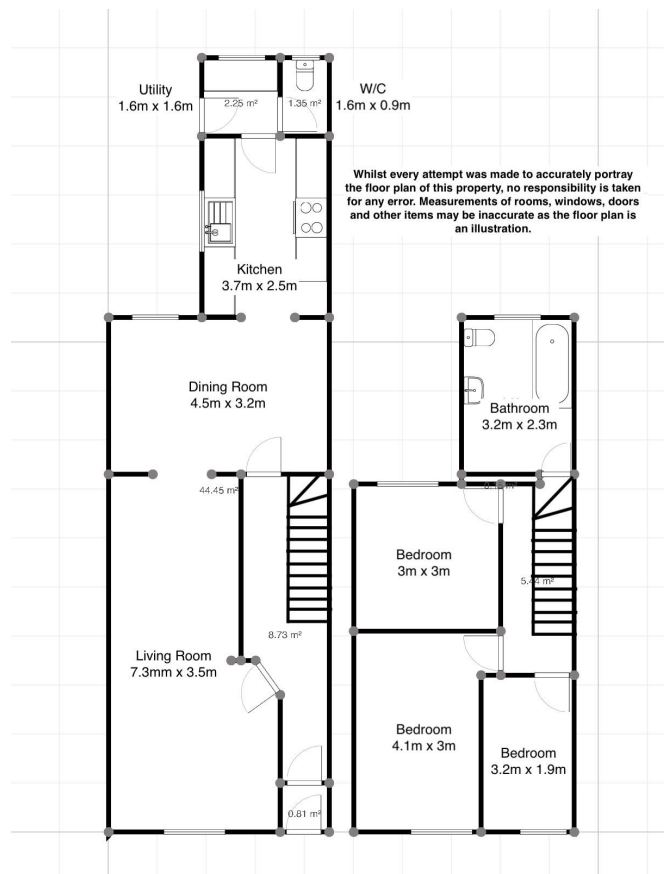 Utility
1.6m x 1.6m
2.25 m²
1.35 m²
W/C
1.6m x 0.9m
Whilst every attempt was made to accurately portray
the floor plan of this property, no responsibility is taken
for any error. Measurements of rooms, windows, doors
and other items may be inaccurate as the floor plan is
an illustration.
Kitchen
3.7m x 2.5m
Dining Room
4.5m x 3.2m
44.45 m²
8.73 m²
Living Room
7.3mm x 3.5m
0.81 m²
Bathroom
3.2m x 2.3m
Bedroom
3m x 3m
5.44 m²
Bedroom
4.1m x 3m
Bedroom
3.2m x 1.9m